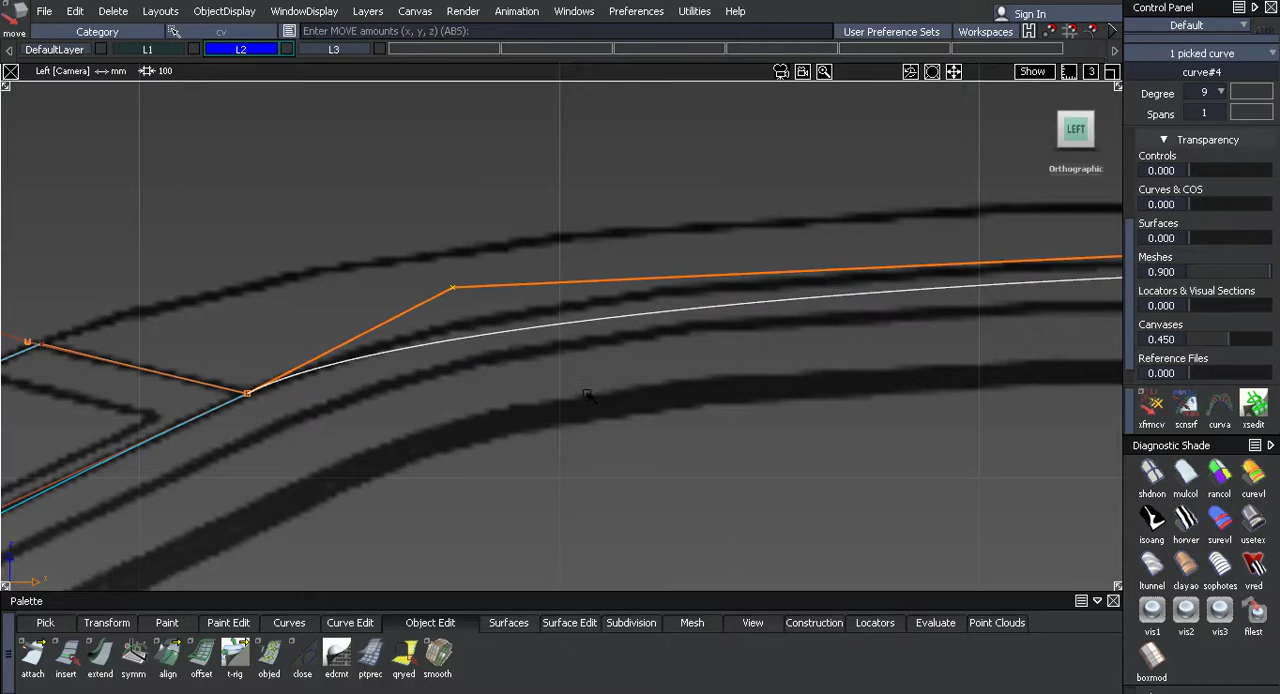 File Edit Delete Layouts ObjectDisplay WindowDisplay Layers Canvas Render Animation Windows Preferences Utilities Help Sign In
move Category cv Enter MOVE amounts (x, y, z) (ABS): User Preference Sets Workspaces
DefaultLayer L1 L2 L3
Left [Camera] mm 100 Show 3
LEFT
Orthographic
Control Panel
Default
1 picked curve
curve#4
Degree 9
Spans 1
Transparency
Controls
0.000
Curves & COS
0.000
Surfaces
0.000
Meshes
0.900
Locators & Visual Sections
0.000
Canvases
0.450
Reference Files
0.000
xfrmcv scnsrf curva xsedit
Diagnostic Shade
shdnon mulcol rancol curevl
isoang horver surevl usetex
ltunnel clayao sophotes vred
vis1 vis2 vis3 filest
boxmod
z
x
Palette
Pick Transform Paint Paint Edit Curves Curve Edit Object Edit Surfaces Surface Edit Subdivision Mesh View Construction Locators Evaluate Point Clouds
attach insert extend symm align offset t-rig objed close edcmt ptprec qryed smooth